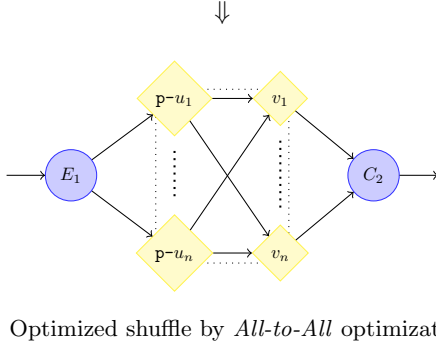 ⇓
p-u₁ v₁
E₁ C₂
p-uₙ vₙ
Optimized shuffle by All-to-All optimizat